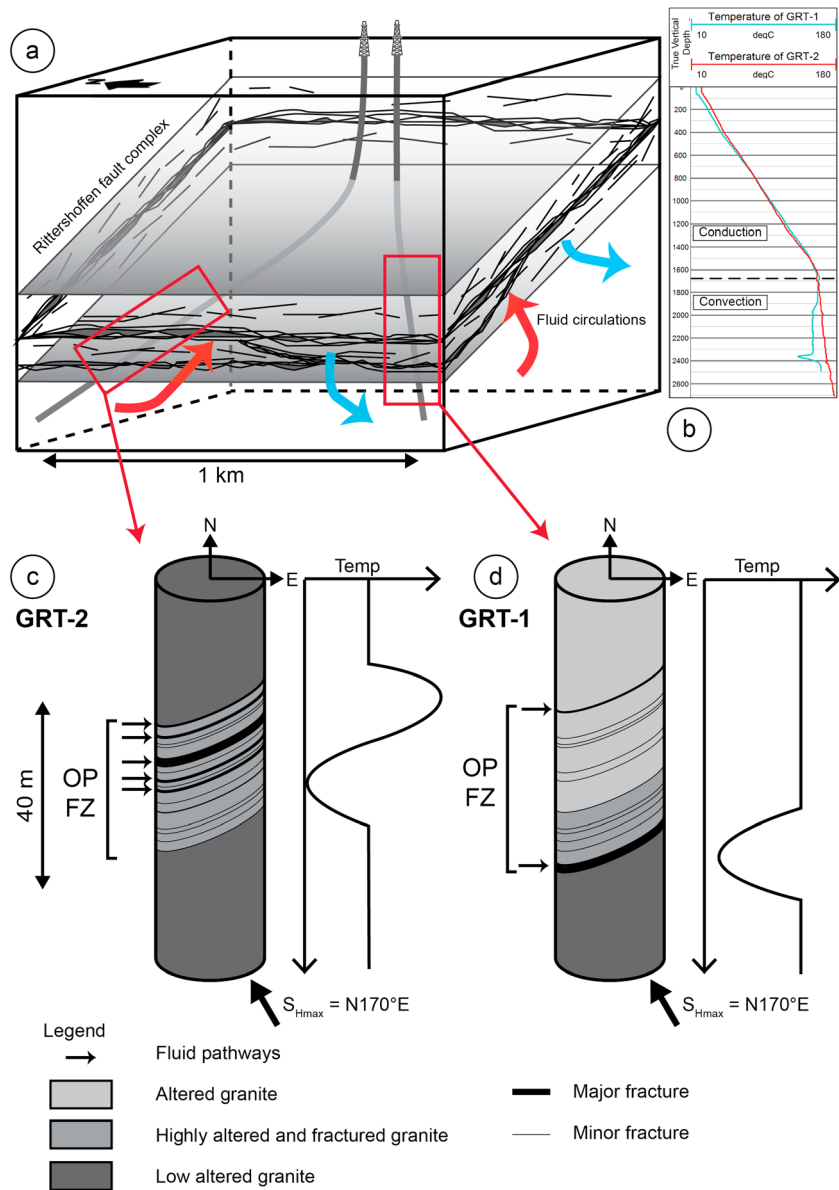 a
Rittershoffen fault complex
Fluid circulations
1 km
Temperature of GRT-1
10 degC 180
Temperature of GRT-2
10 degC 180
True Vertical
Depth
0
200
400
600
800
1000
1200
Conduction
1400
1600
1800
Convection
2000
2200
2400
2600
b
c
GRT-2
N
E
Temp
40 m
OP
FZ
SHmax = N170°E
d
GRT-1
N
E
Temp
OP
FZ
SHmax = N170°E
Legend
Fluid pathways
Altered granite
Highly altered and fractured granite
Low altered granite
Major fracture
Minor fracture